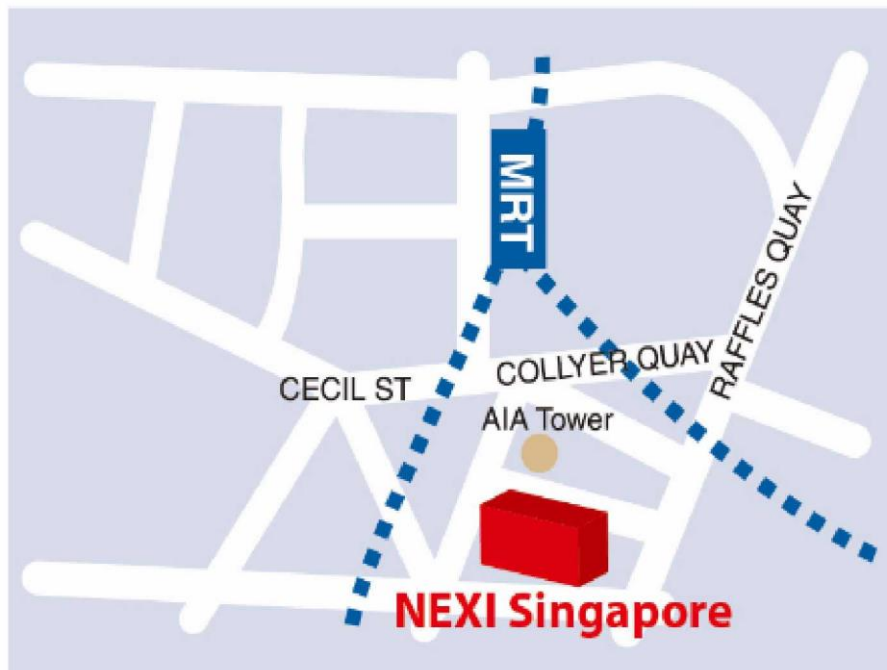 MRT
RAFFLES QUAY
COLLYER QUAY
CECIL ST
AIA Tower
NEXI Singapore